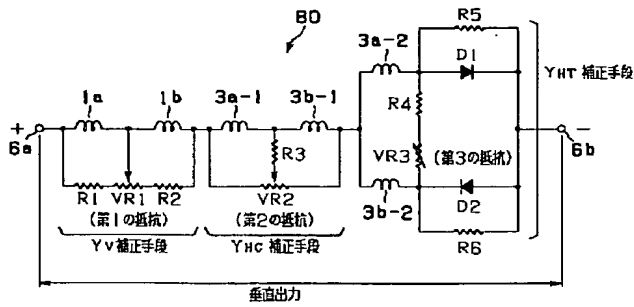 80
R5
3a-2
D1
YHT 補正手段
1a
1b
3a-1
3b-1
R4
+
6a
R3
VR3
(第3の抵抗)
−
6b
R1
VR1
R2
VR2
3b-2
D2
(第1の抵抗)
(第2の抵抗)
R6
YV 補正手段
YHC 補正手段
垂直出力